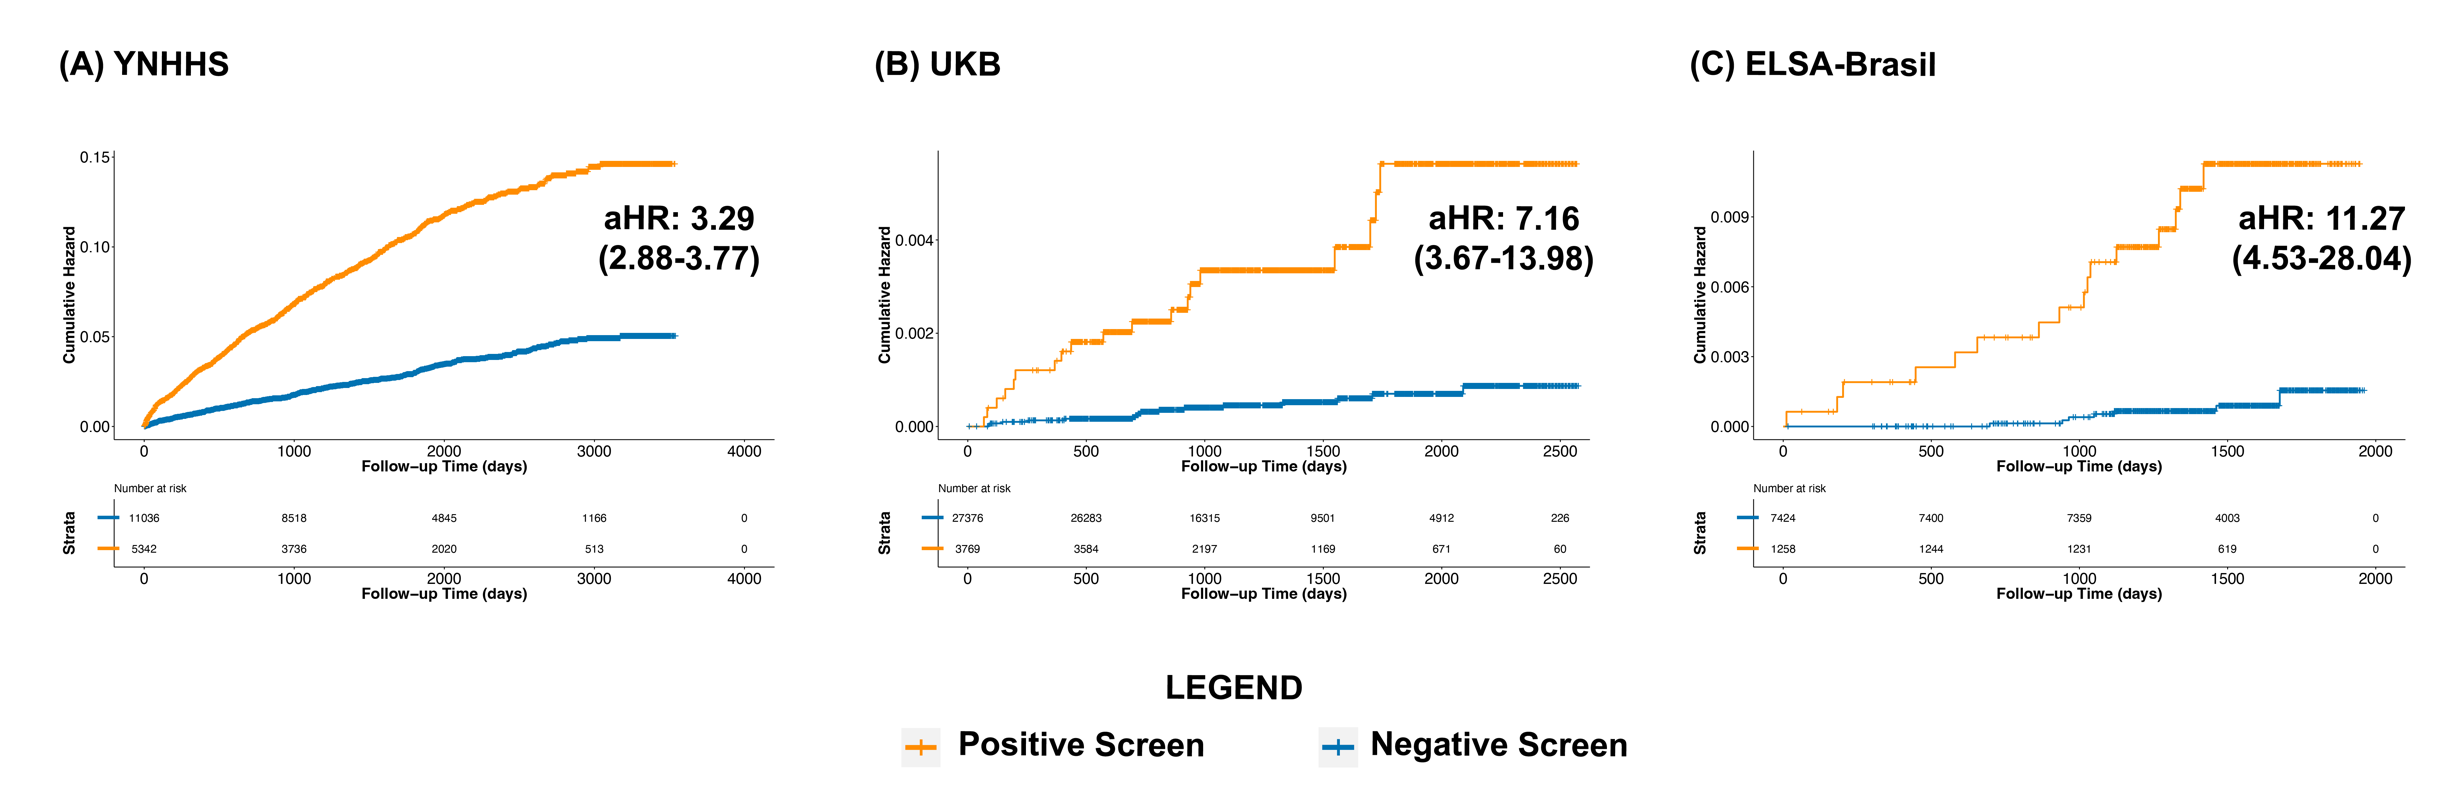 (A) YNHHS
0.15
0.10
0.05
0.00
Cumulative Hazard
aHR: 3.29
(2.88-3.77)
0 1000 2000 3000 4000
Follow–up Time (days)
Number at risk
Strata
11036 8518 4845 1166 0
5342 3736 2020 513 0
0 1000 2000 3000 4000
Follow–up Time (days)
(B) UKB
0.004
0.002
0.000
Cumulative Hazard
aHR: 7.16
(3.67-13.98)
0 500 1000 1500 2000 2500
Follow–up Time (days)
Number at risk
Strata
27376 26283 16315 9501 4912 226
3769 3584 2197 1169 671 60
0 500 1000 1500 2000 2500
Follow–up Time (days)
(C) ELSA-Brasil
0.009
0.006
0.003
0.000
Cumulative Hazard
aHR: 11.27
(4.53-28.04)
0 500 1000 1500 2000
Follow–up Time (days)
Number at risk
Strata
7424 7400 7359 4003 0
1258 1244 1231 619 0
0 500 1000 1500 2000
Follow–up Time (days)
LEGEND
Positive Screen
Negative Screen